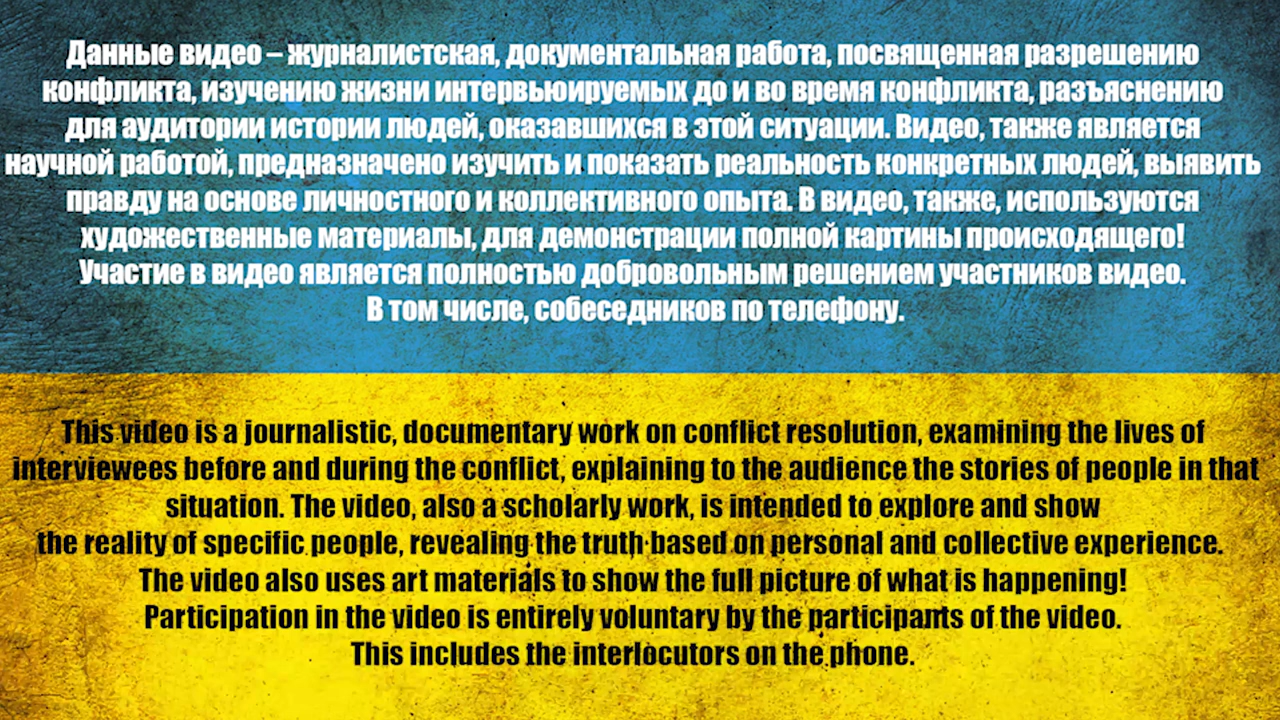 Данные видео – журналистская, документальная работа, посвященная разрешению
конфликта, изучению жизни интервьюируемых до и во время конфликта, разъяснению
для аудитории истории людей, оказавшихся в этой ситуации. Видео, также является
научной работой, предназначено изучить и показать реальность конкретных людей, выявить
правду на основе личностного и коллективного опыта. В видео, также, используются
художественные материалы, для демонстрации полной картины происходящего!
Участие в видео является полностью добровольным решением участников видео.
В том числе, собеседников по телефону.
This video is a journalistic, documentary work on conflict resolution, examining the lives of
interviewees before and during the conflict, explaining to the audience the stories of people in that
situation. The video, also a scholarly work, is intended to explore and show
the reality of specific people, revealing the truth based on personal and collective experience.
The video also uses art materials to show the full picture of what is happening!
Participation in the video is entirely voluntary by the participants of the video.
This includes the interlocutors on the phone.